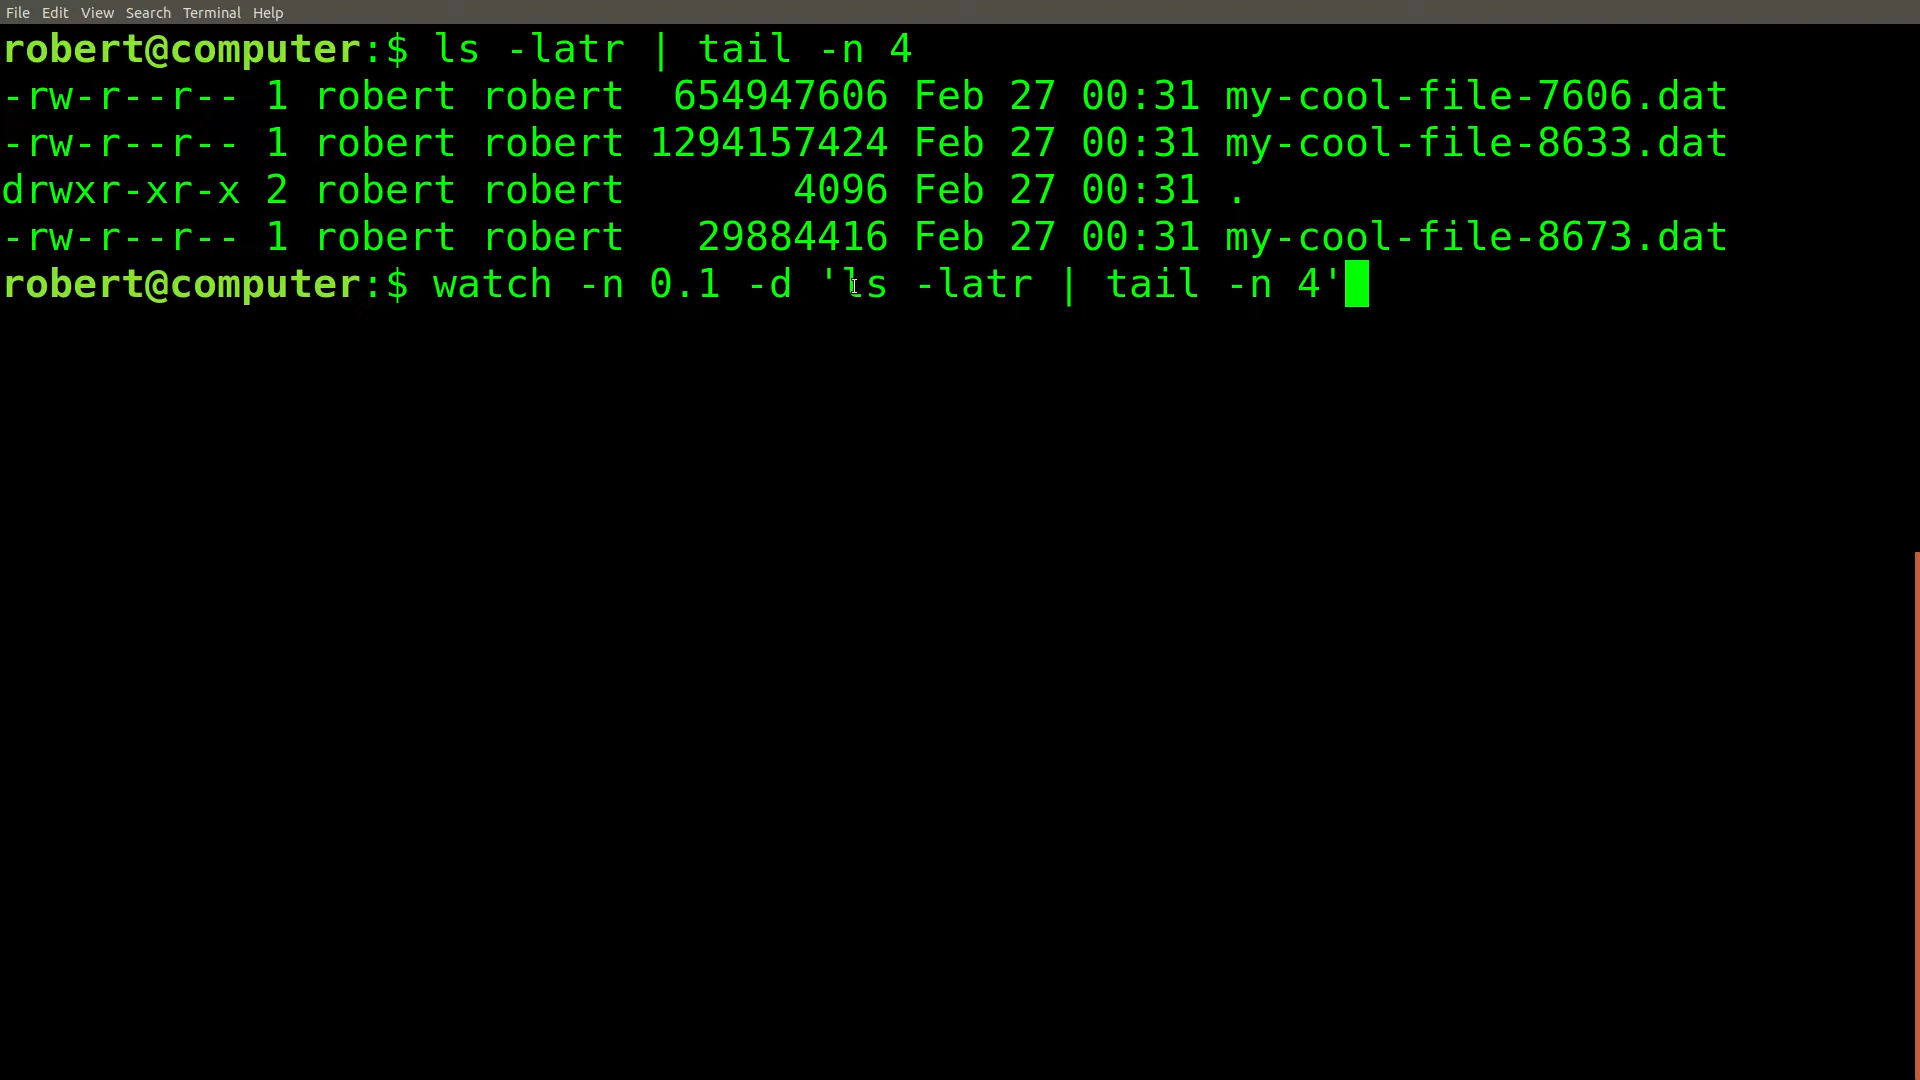 File Edit View Search Terminal Help
robert@computer:$ ls -latr | tail -n 4
-rw-r--r-- 1 robert robert  654947606 Feb 27 00:31 my-cool-file-7606.dat
-rw-r--r-- 1 robert robert 1294157424 Feb 27 00:31 my-cool-file-8633.dat
drwxr-xr-x 2 robert robert       4096 Feb 27 00:31 .
-rw-r--r-- 1 robert robert   29884416 Feb 27 00:31 my-cool-file-8673.dat
robert@computer:$ watch -n 0.1 -d 'ls -latr | tail -n 4'